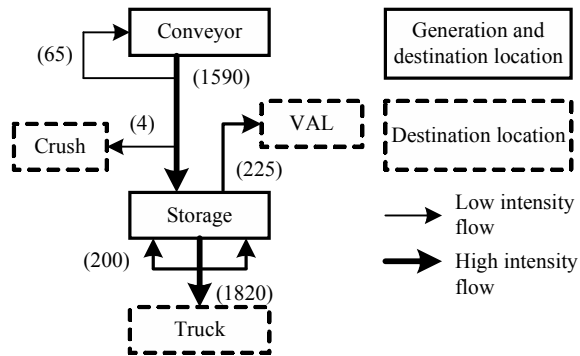 Conveyor
(65)
(1590)
(4)
Crush
VAL
(225)
Storage
(200)
(1820)
Truck
Generation and
destination location
Destination location
Low intensity
flow
High intensity
flow